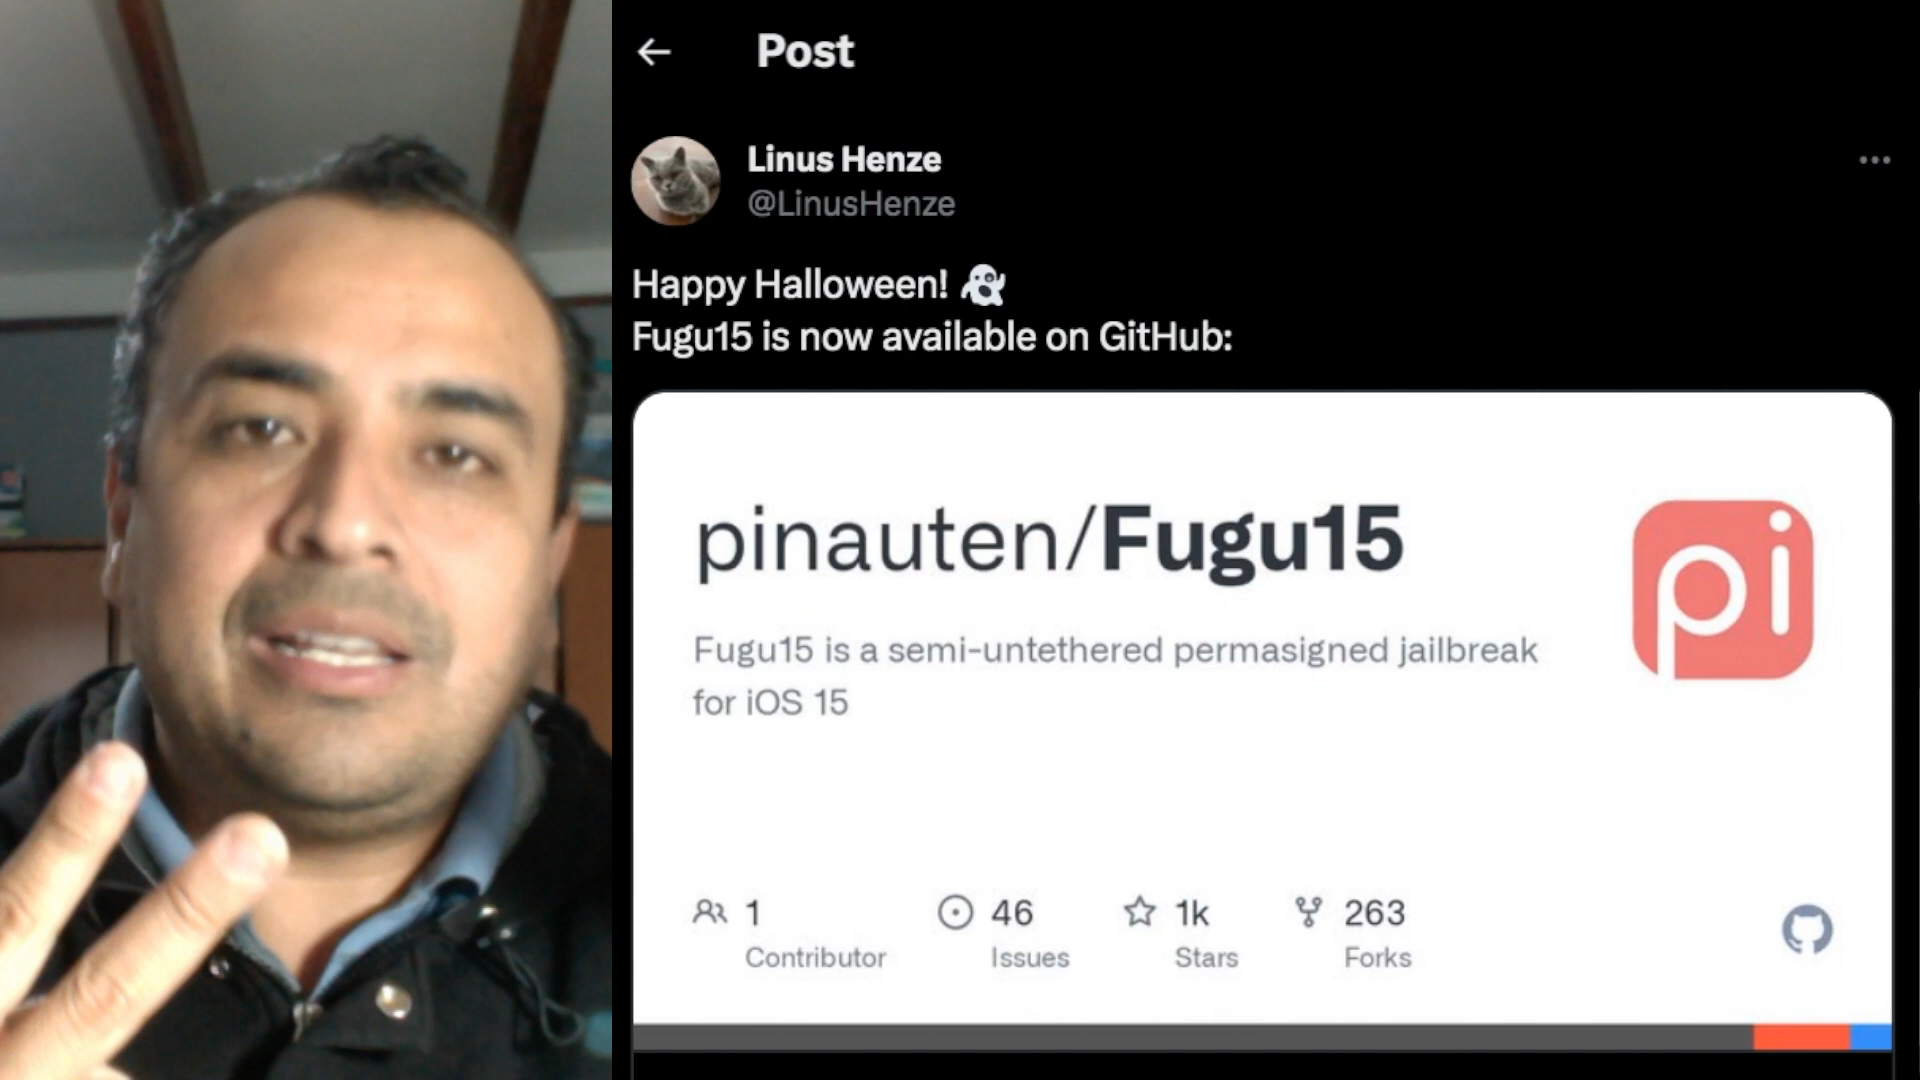 Post
Linus Henze
@LinusHenze
Happy Halloween! 👻
Fugu15 is now available on GitHub:
pinauten/Fugu15
pi
Fugu15 is a semi-untethered permasigned jailbreak
for iOS 15
1
Contributor
46
Issues
1k
Stars
263
Forks